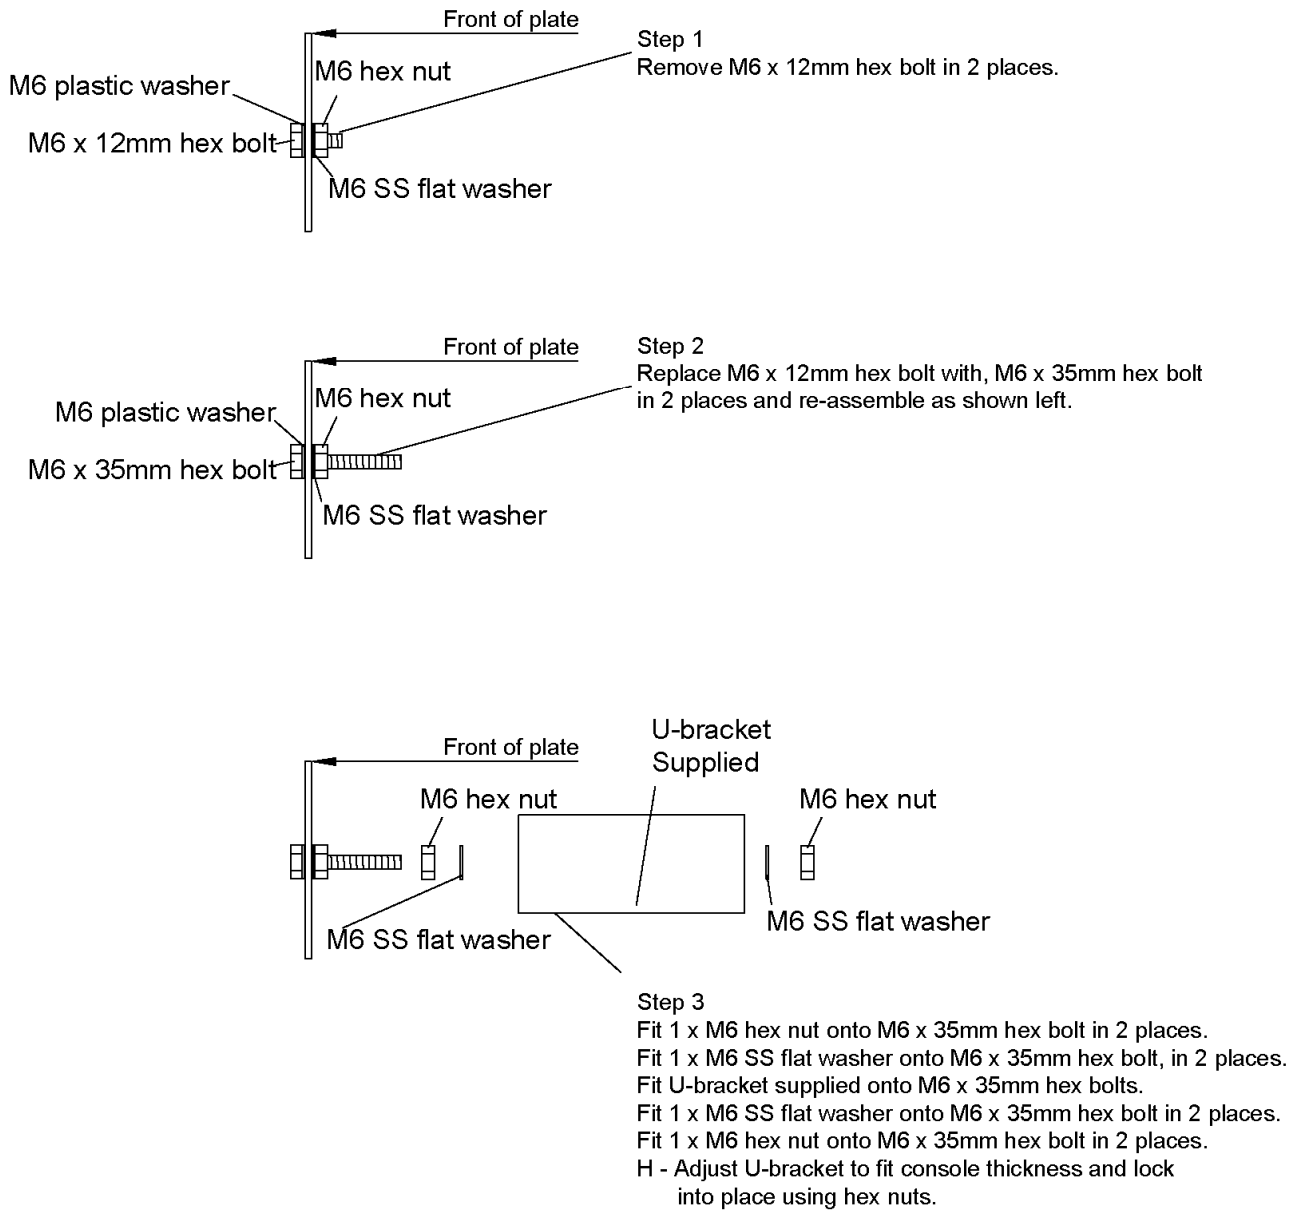 Front of plate
Step 1
Remove M6 x 12mm hex bolt in 2 places.
M6 hex nut
M6 plastic washer
M6 x 12mm hex bolt
M6 SS flat washer
Front of plate
Step 2
Replace M6 x 12mm hex bolt with, M6 x 35mm hex bolt
in 2 places and re-assemble as shown left.
M6 hex nut
M6 plastic washer
M6 x 35mm hex bolt
M6 SS flat washer
Front of plate
U-bracket
Supplied
M6 hex nut
M6 hex nut
M6 SS flat washer
M6 SS flat washer
Step 3
Fit 1 x M6 hex nut onto M6 x 35mm hex bolt in 2 places.
Fit 1 x M6 SS flat washer onto M6 x 35mm hex bolt, in 2 places.
Fit U-bracket supplied onto M6 x 35mm hex bolts.
Fit 1 x M6 SS flat washer onto M6 x 35mm hex bolt in 2 places.
Fit 1 x M6 hex nut onto M6 x 35mm hex bolt in 2 places.
H - Adjust U-bracket to fit console thickness and lock
into place using hex nuts.